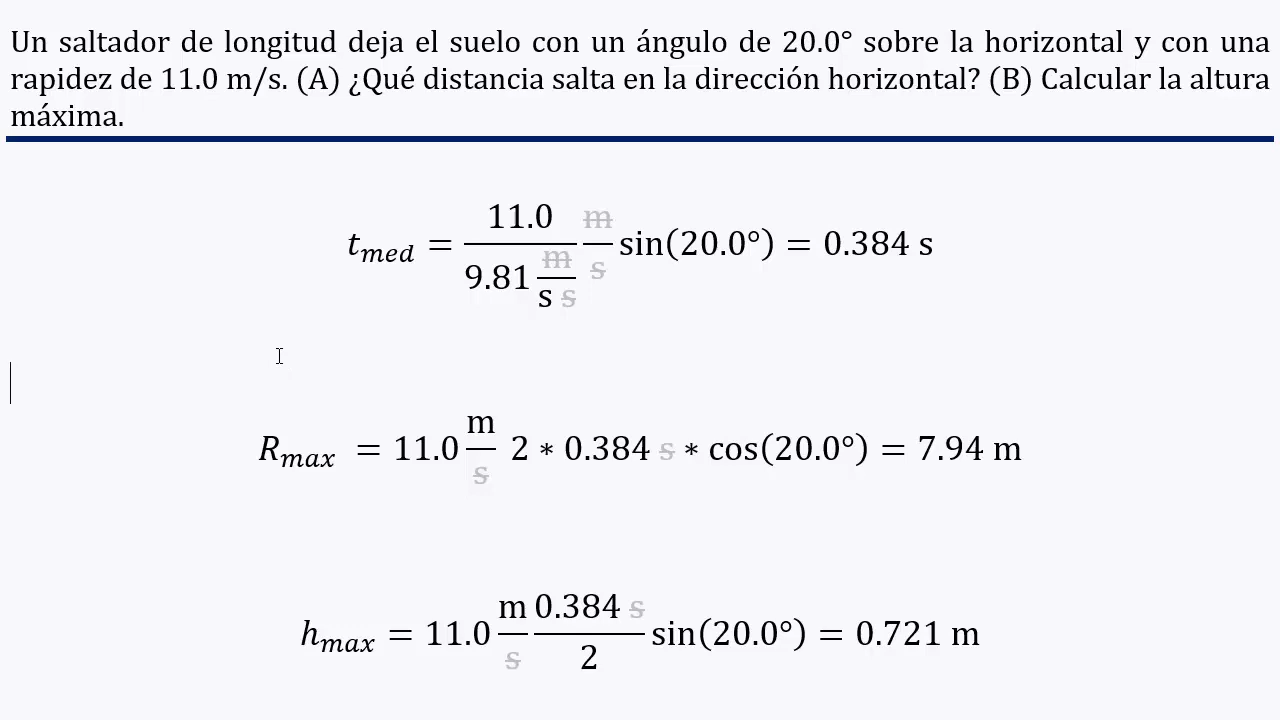 Un saltador de longitud deja el suelo con un ángulo de 20.0° sobre la horizontal y con una
rapidez de 11.0 m/s. (A) ¿Qué distancia salta en la dirección horizontal? (B) Calcular la altura
máxima.
t_med = 11.0 / (9.81 m / (s s)) m/s sin(20.0°) = 0.384 s
R_max = 11.0 m/s 2 * 0.384 s * cos(20.0°) = 7.94 m
h_max = 11.0 m/s 0.384 s / 2 sin(20.0°) = 0.721 m